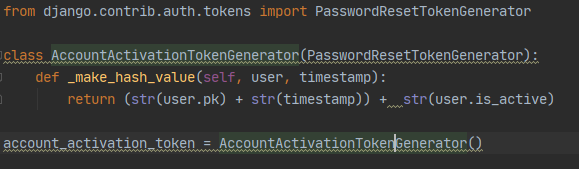 from django.contrib.auth.tokens import PasswordResetTokenGenerator
class AccountActivationTokenGenerator(PasswordResetTokenGenerator):
def _make_hash_value(self, user, timestamp):
return (str(user.pk) + str(timestamp)) +  str(user.is_active)
account_activation_token = AccountActivationTokenGenerator()